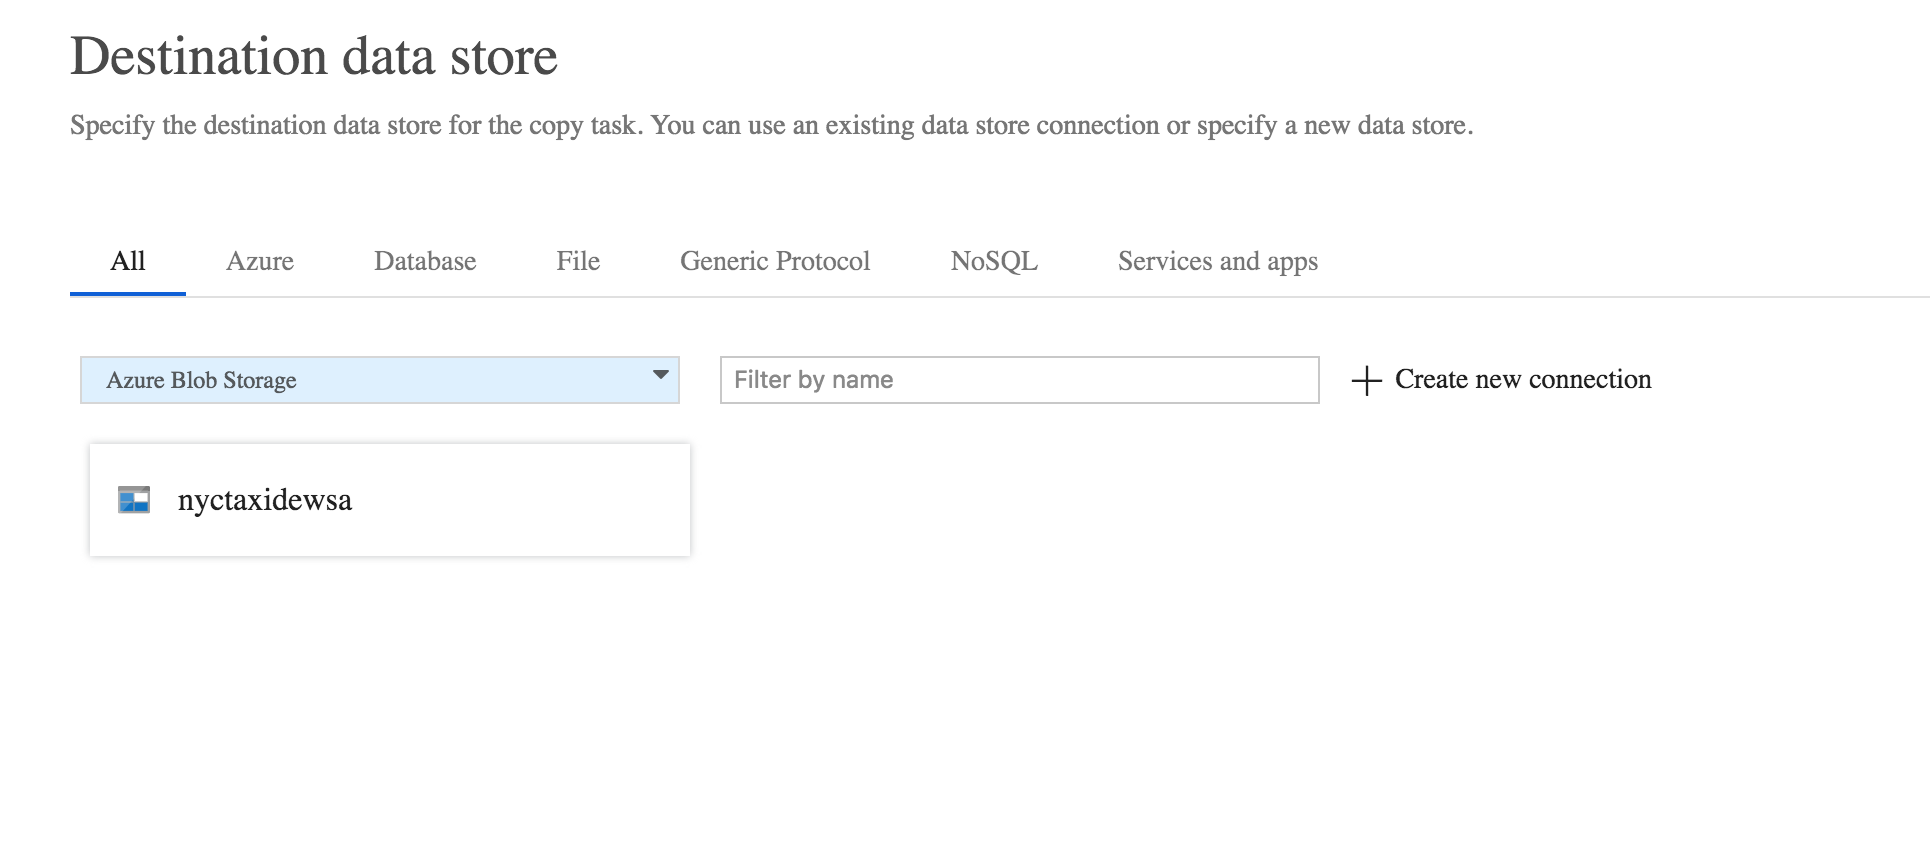 Destination data store
Specify the destination data store for the copy task. You can use an existing data store connection or specify a new data store.
All Azure Database File Generic Protocol NoSQL Services and apps
Azure Blob Storage Filter by name Create new connection
nyctaxidewsa